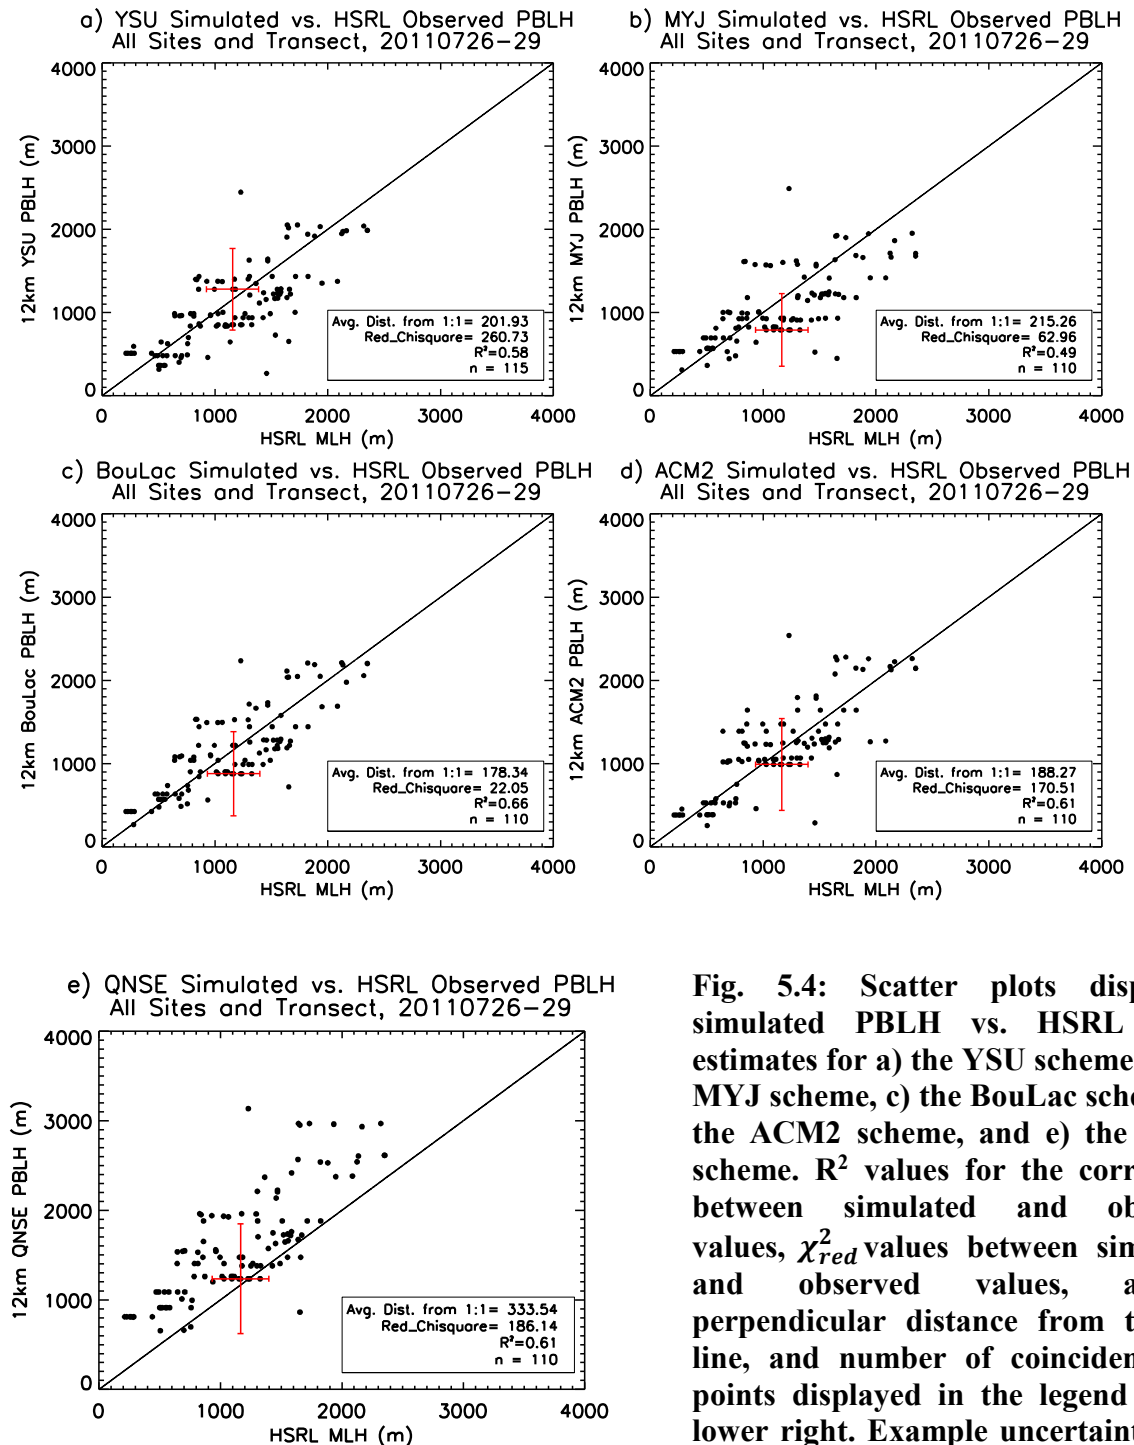 a) YSU Simulated vs. HSRL Observed PBLH
All Sites and Transect, 20110726-29
4000
3000
2000
1000
0
12km YSU PBLH (m)
Avg. Dist. from 1:1= 201.93
Red_Chisquare= 260.73
R²=0.58
n = 115
0 1000 2000 3000 4000
HSRL MLH (m)
b) MYJ Simulated vs. HSRL Observed PBLH
All Sites and Transect, 20110726-29
4000
3000
2000
1000
0
12km MYJ PBLH (m)
Avg. Dist. from 1:1= 215.26
Red_Chisquare= 62.96
R²=0.49
n = 110
0 1000 2000 3000 4000
HSRL MLH (m)
c) BouLac Simulated vs. HSRL Observed PBLH
All Sites and Transect, 20110726-29
4000
3000
2000
1000
0
12km BouLac PBLH (m)
Avg. Dist. from 1:1= 178.34
Red_Chisquare= 22.05
R²=0.66
n = 110
0 1000 2000 3000 4000
HSRL MLH (m)
d) ACM2 Simulated vs. HSRL Observed PBLH
All Sites and Transect, 20110726-29
4000
3000
2000
1000
0
12km ACM2 PBLH (m)
Avg. Dist. from 1:1= 188.27
Red_Chisquare= 170.51
R²=0.61
n = 110
0 1000 2000 3000 4000
HSRL MLH (m)
e) QNSE Simulated vs. HSRL Observed PBLH
All Sites and Transect, 20110726-29
4000
3000
2000
1000
0
12km QNSE PBLH (m)
Avg. Dist. from 1:1= 333.54
Red_Chisquare= 186.14
R²=0.61
n = 110
0 1000 2000 3000 4000
HSRL MLH (m)
Fig. 5.4: Scatter plots disp
simulated PBLH vs. HSRL
estimates for a) the YSU scheme
MYJ scheme, c) the BouLac sche
the ACM2 scheme, and e) the
scheme. R² values for the corr
between simulated and ob
values, χ²red values between sim
and observed values, a
perpendicular distance from t
line, and number of coinciden
points displayed in the legend
lower right. Example uncertaint